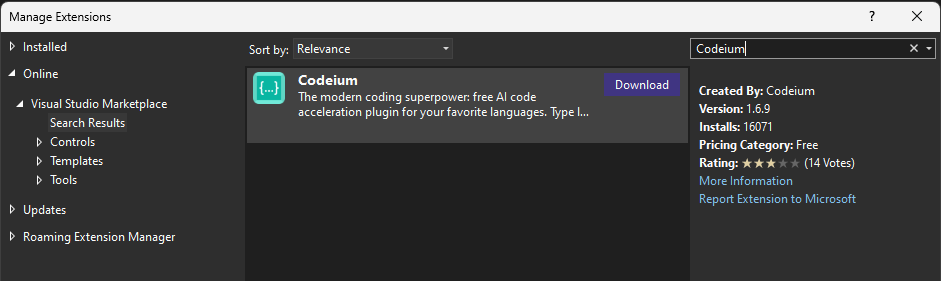 Manage Extensions
?
Installed
Online
Visual Studio Marketplace
Search Results
Controls
Templates
Tools
Updates
Roaming Extension Manager
Sort by: Relevance
{...}
Codeium
Download
The modern coding superpower: free AI code
acceleration plugin for your favorite languages. Type l...
Codeium
Created By: Codeium
Version: 1.6.9
Installs: 16071
Pricing Category: Free
Rating: (14 Votes)
More Information
Report Extension to Microsoft